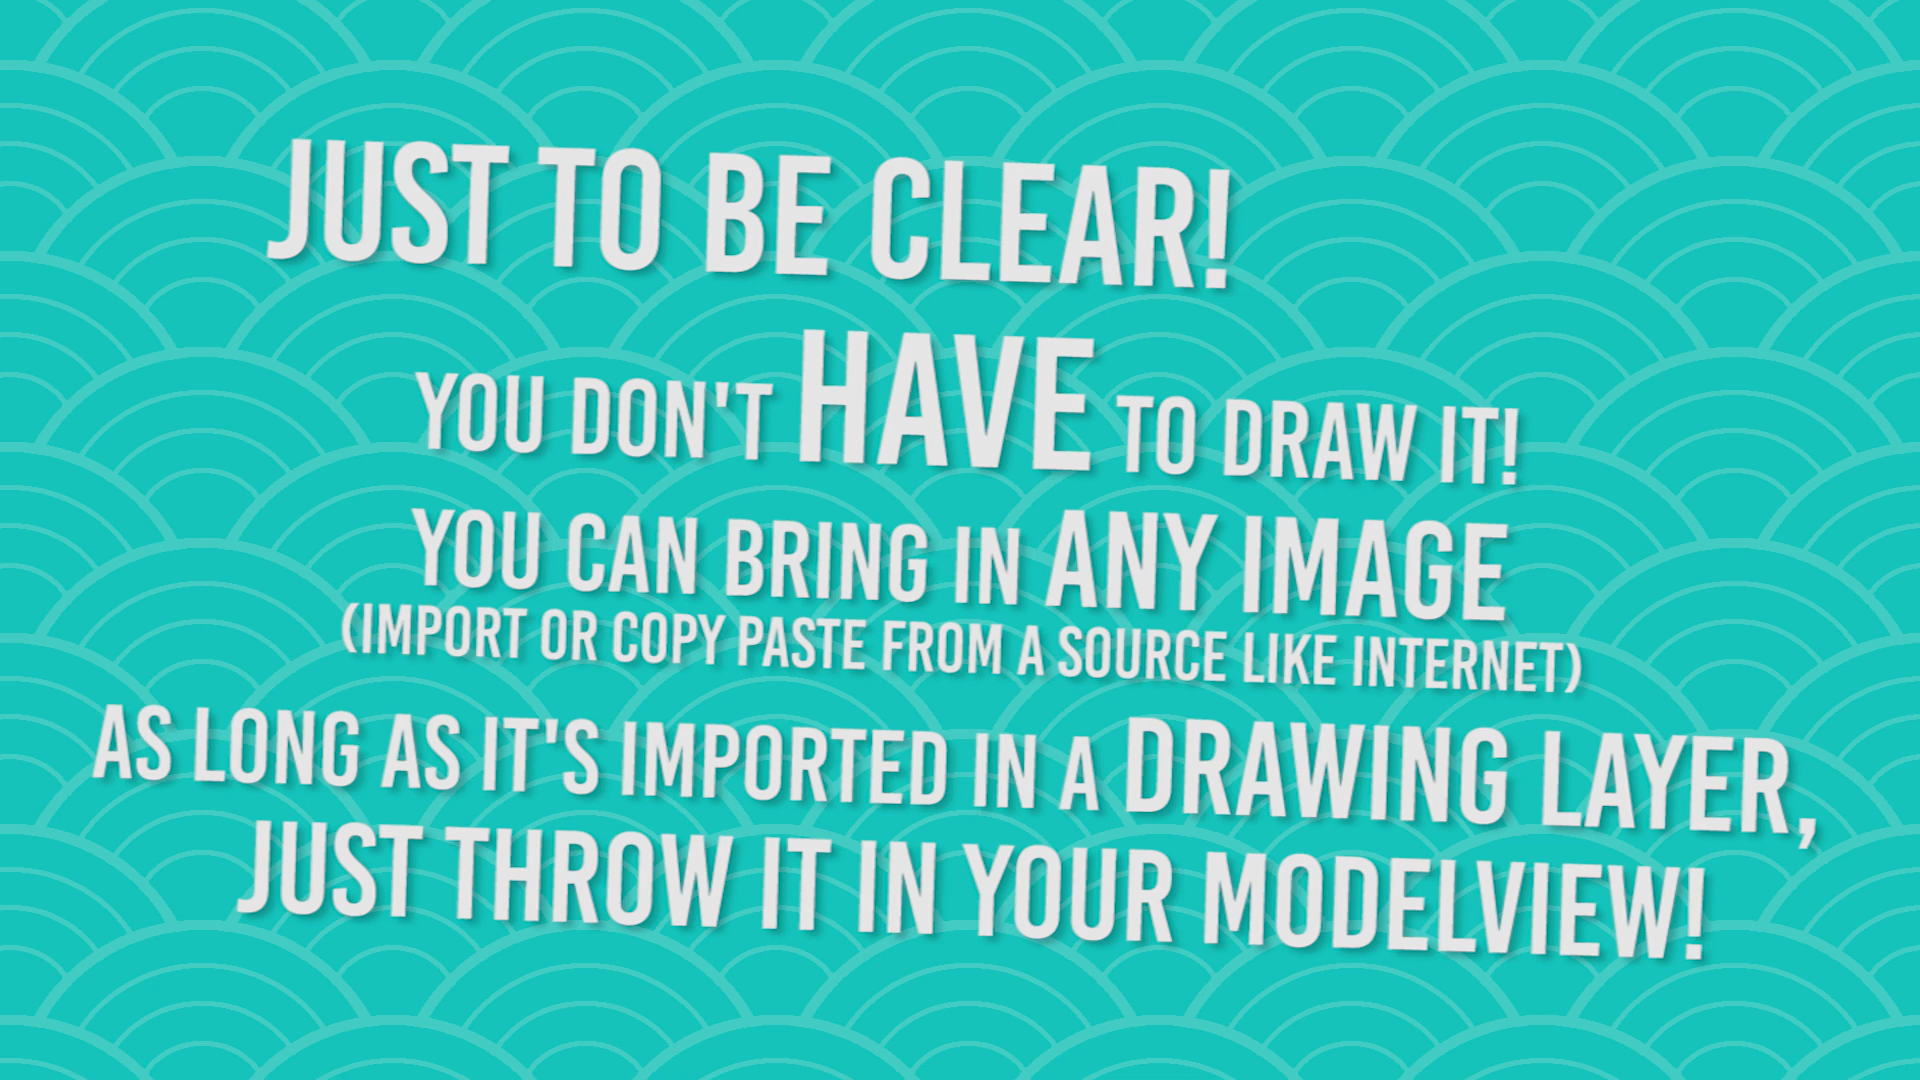 JUST TO BE CLEAR!
YOU DON'T HAVE TO DRAW IT!
YOU CAN BRING IN ANY IMAGE
(IMPORT OR COPY PASTE FROM A SOURCE LIKE INTERNET)
AS LONG AS IT'S IMPORTED IN A DRAWING LAYER,
JUST THROW IT IN YOUR MODELVIEW!